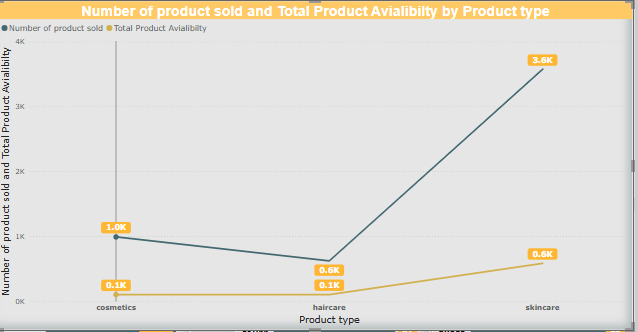 Number of product sold and Total Product Avialibilty by Product type
Number of product sold Total Product Avialibilty
Number of product sold and Total Product Avialiblity
4K
3K
2K
1K
0K
1.0K
0.6K
3.6K
0.1K
0.1K
0.6K
cosmetics
haircare
skincare
Product type